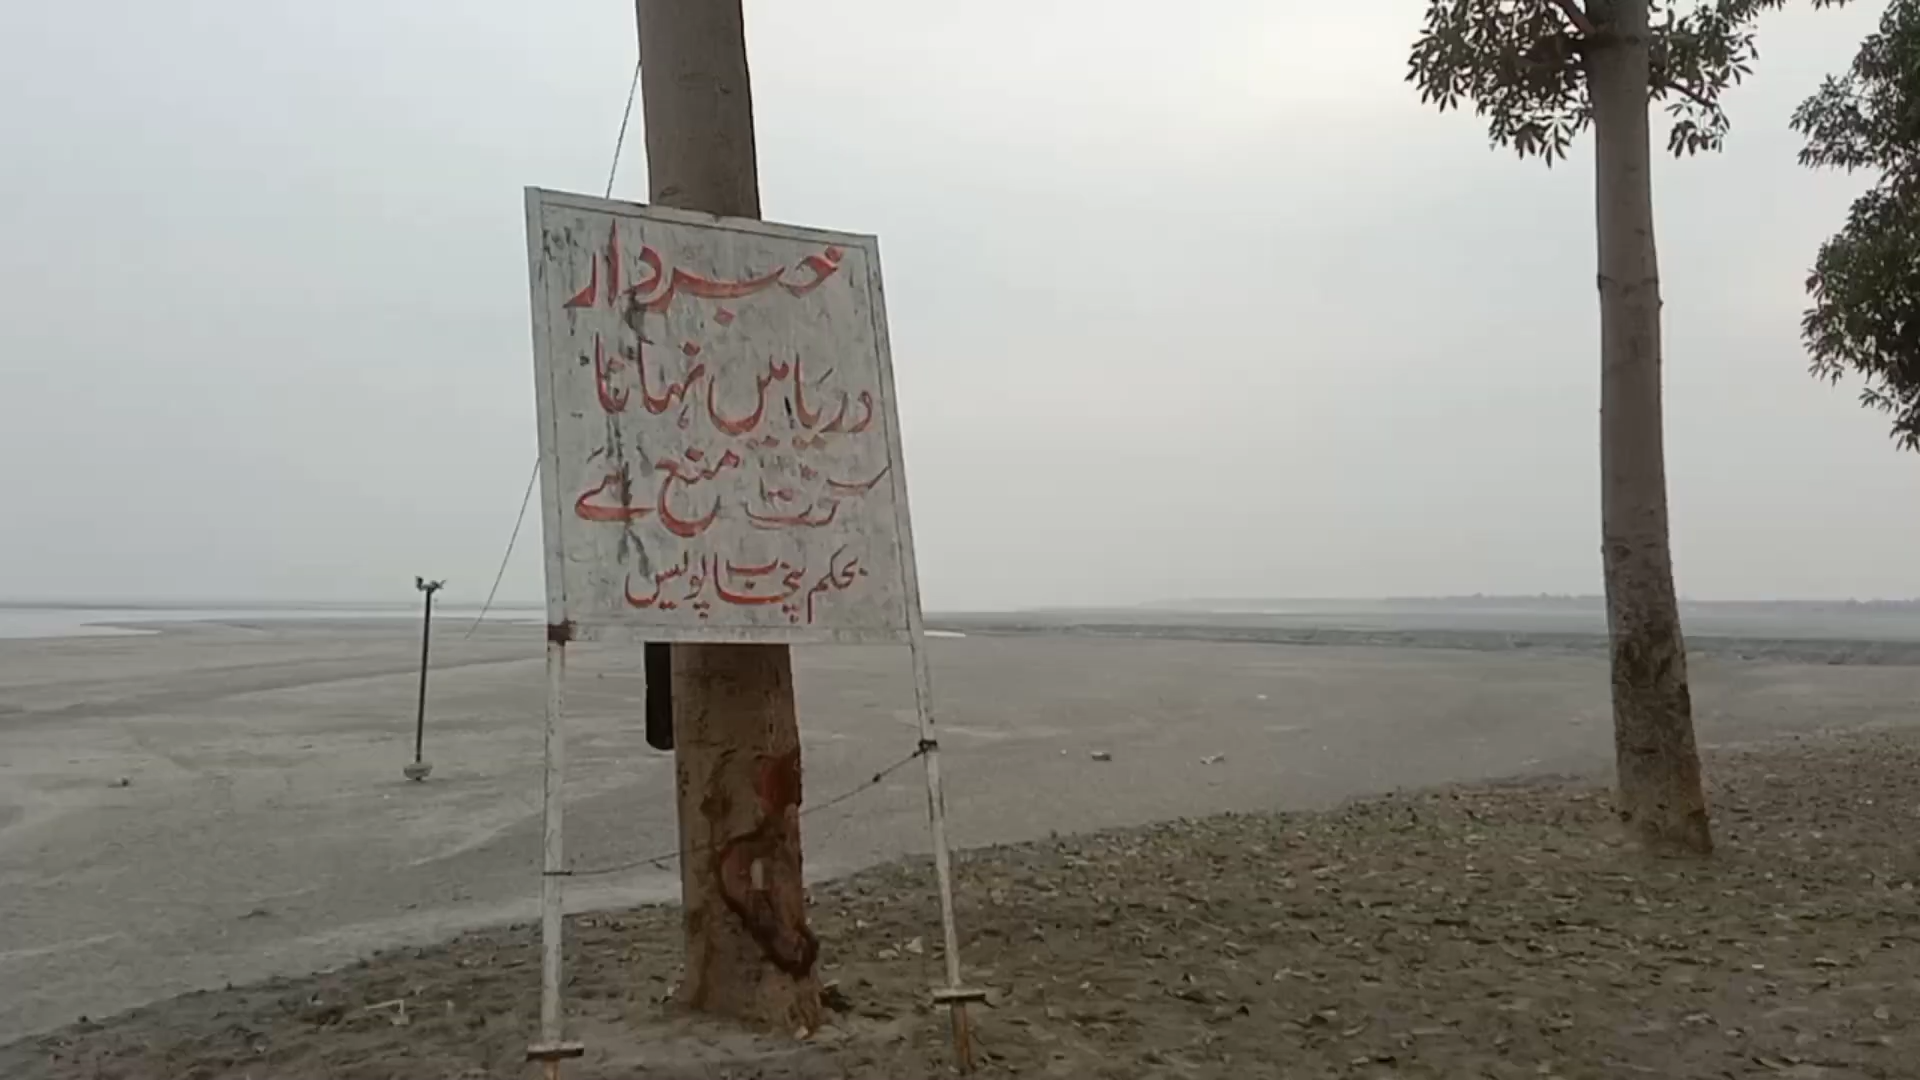 خبردار
دریا میں نہانا
سخت منع ہے
بحکم پنجاب پولیس